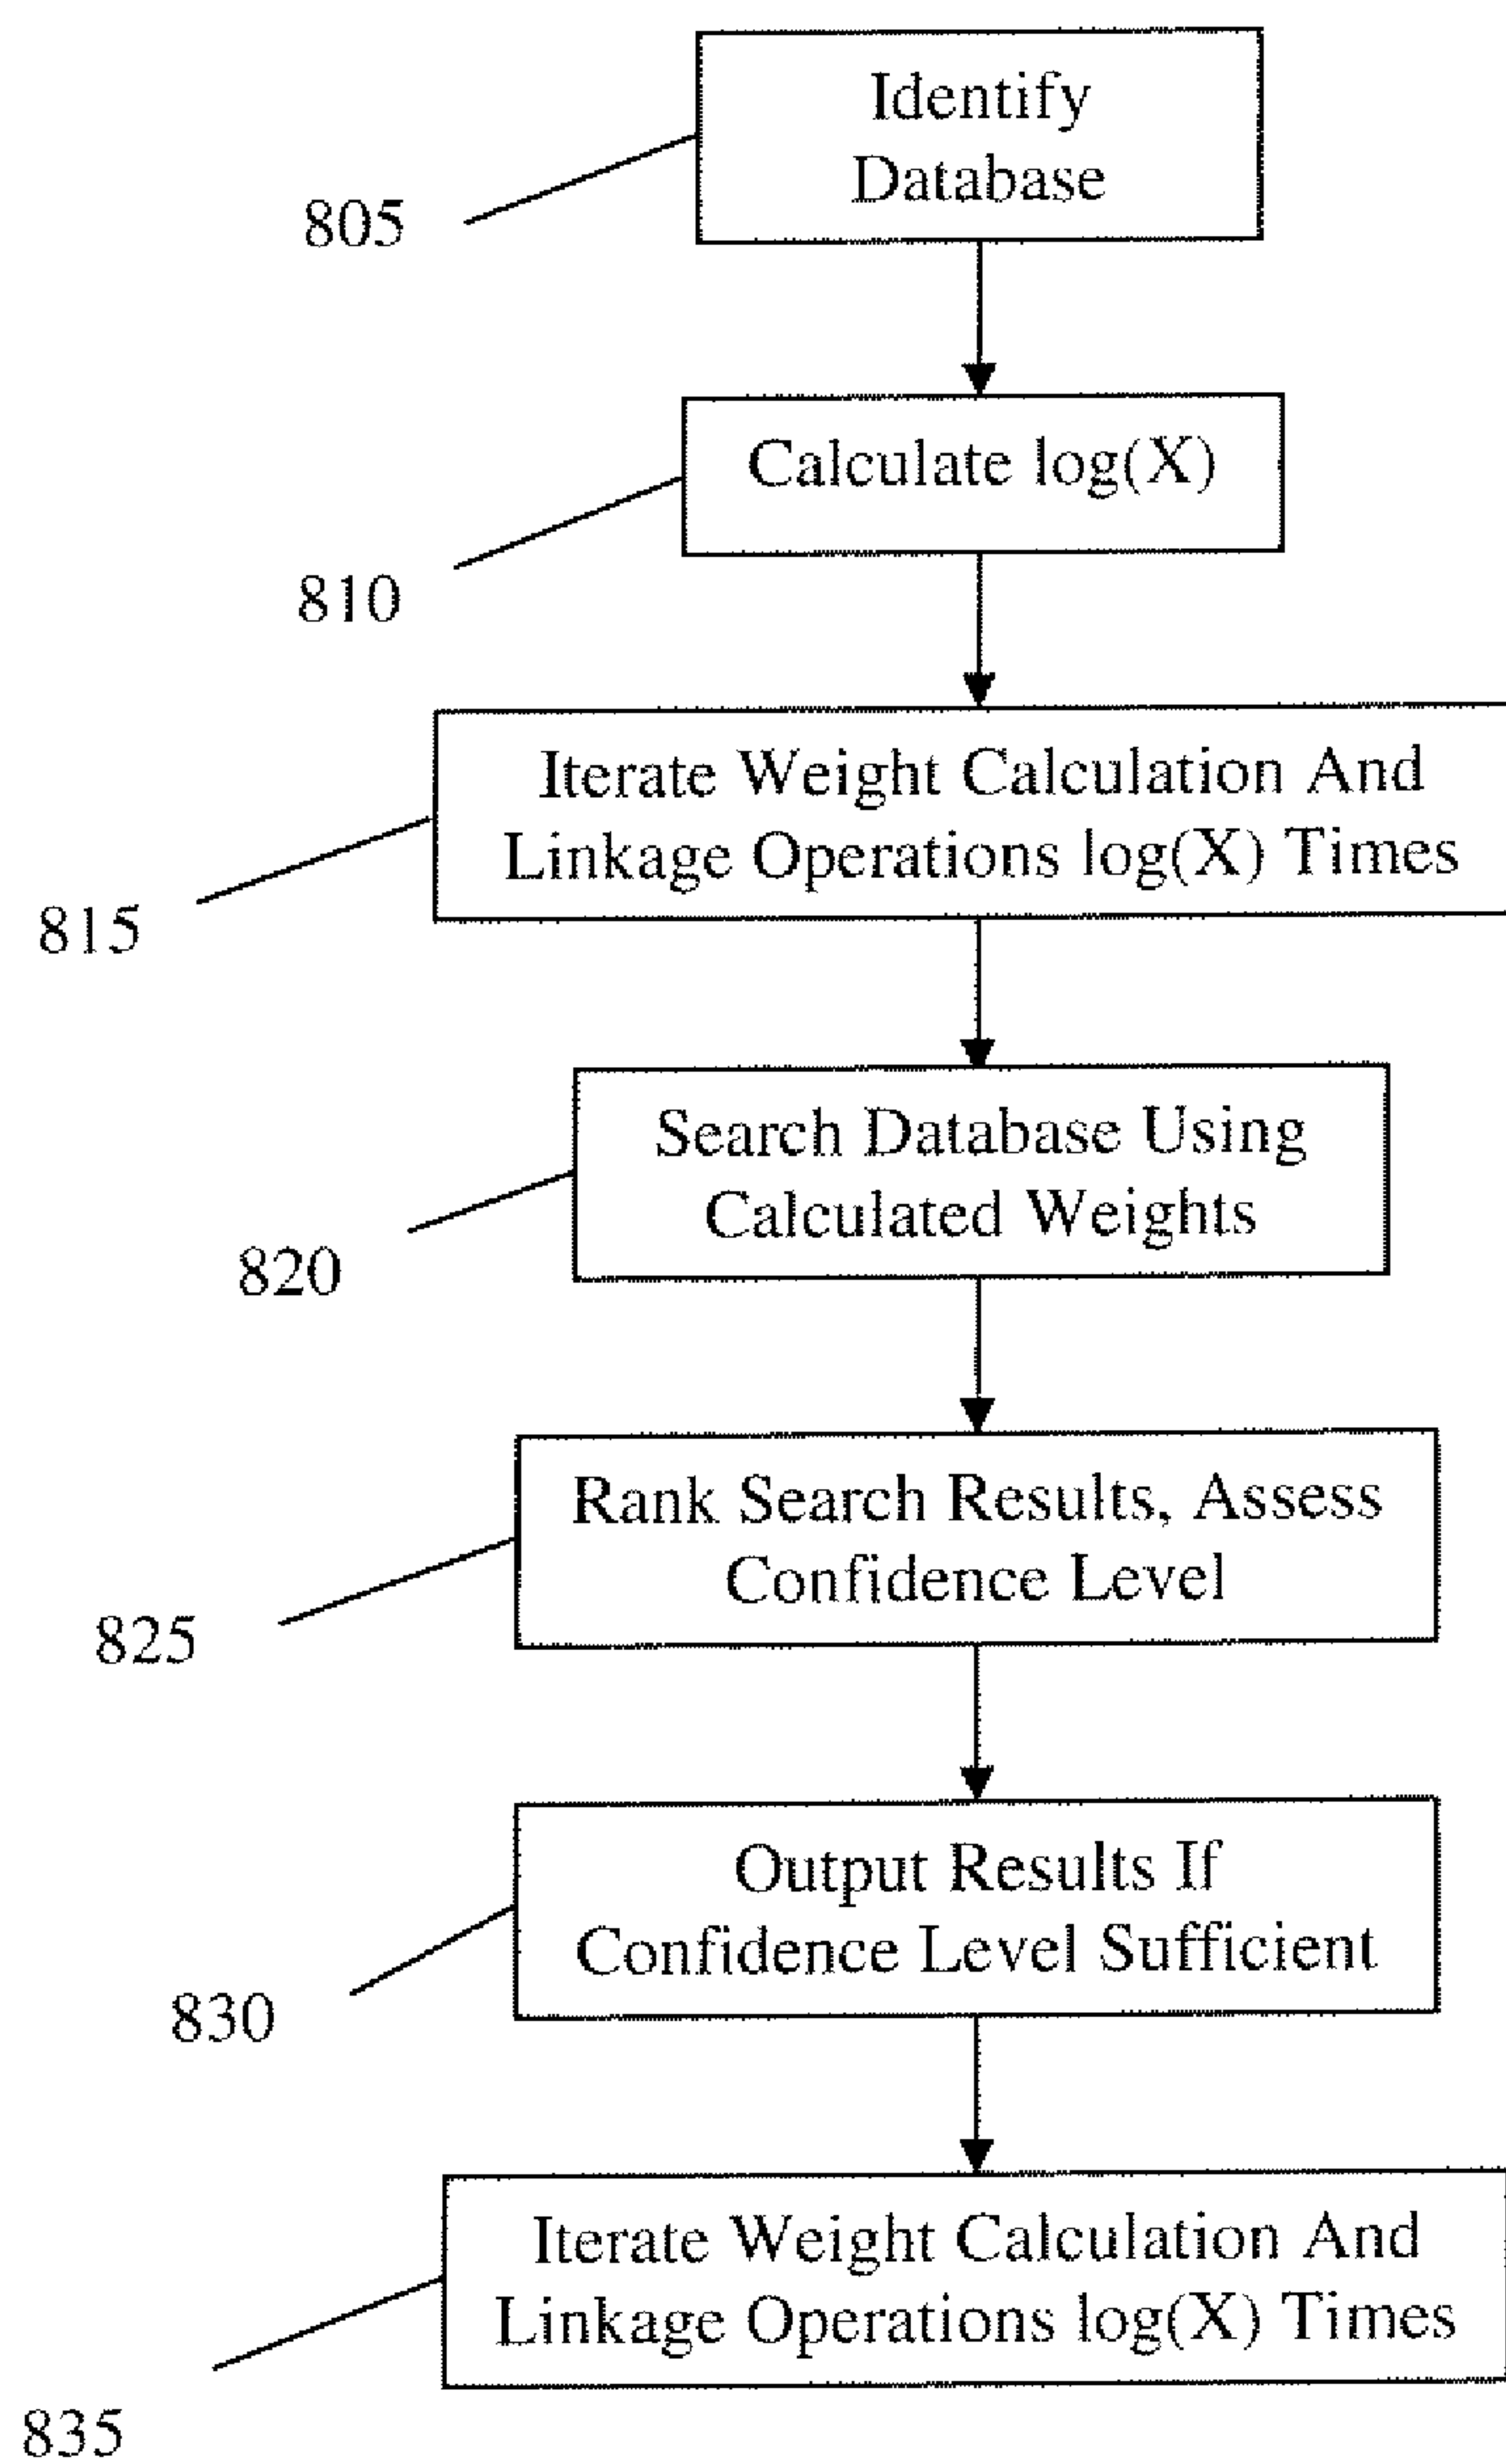 Identify
Database
805
Calculate log(X)
810
Iterate Weight Calculation And
Linkage Operations log(X) Times
815
Search Database Using
Calculated Weights
820
Rank Search Results, Assess
Confidence Level
825
Output Results If
Confidence Level Sufficient
830
Iterate Weight Calculation And
Linkage Operations log(X) Times
835